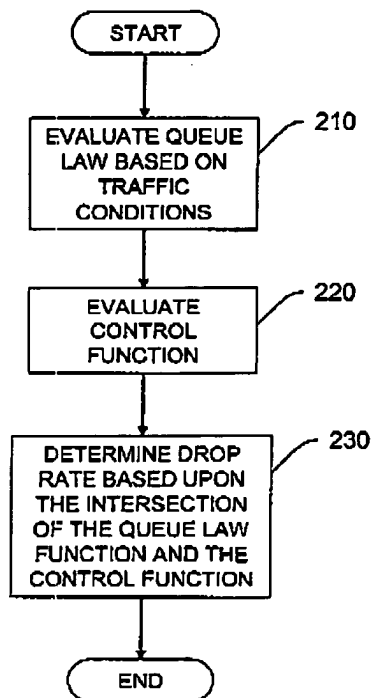 START
EVALUATE QUEUE
LAW BASED ON
TRAFFIC
CONDITIONS
210
EVALUATE
CONTROL
FUNCTION
220
DETERMINE DROP
RATE BASED UPON
THE INTERSECTION
OF THE QUEUE LAW
FUNCTION AND THE
CONTROL FUNCTION
230
END